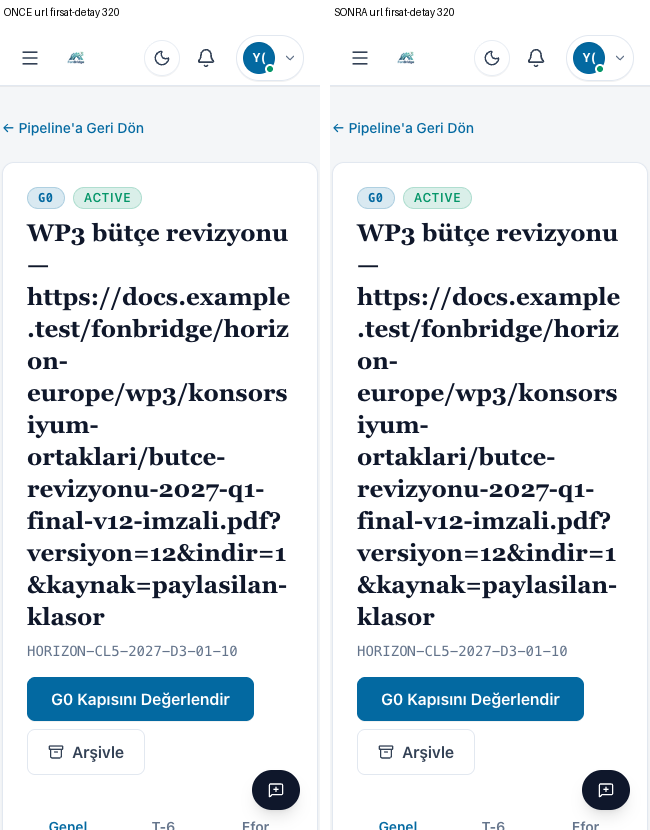 ONCE url firsat-detay 320
Y(
← Pipeline'a Geri Dön
G0 ACTIVE
WP3 bütçe revizyonu
—
https://docs.example
.test/fonbridge/horiz
on-
europe/wp3/konsors
iyum-
ortaklari/butce-
revizyonu-2027-q1-
final-v12-imzali.pdf?
versiyon=12&indir=1
&kaynak=paylasilan-
klasor
HORIZON-CL5-2027-D3-01-10
G0 Kapısını Değerlendir
Arşivle
Genel T-6 Efor
SONRA url firsat-detay 320
Y(
← Pipeline'a Geri Dön
G0 ACTIVE
WP3 bütçe revizyonu
—
https://docs.example
.test/fonbridge/horiz
on-
europe/wp3/konsors
iyum-
ortaklari/butce-
revizyonu-2027-q1-
final-v12-imzali.pdf?
versiyon=12&indir=1
&kaynak=paylasilan-
klasor
HORIZON-CL5-2027-D3-01-10
G0 Kapısını Değerlendir
Arşivle
Genel T-6 Efor